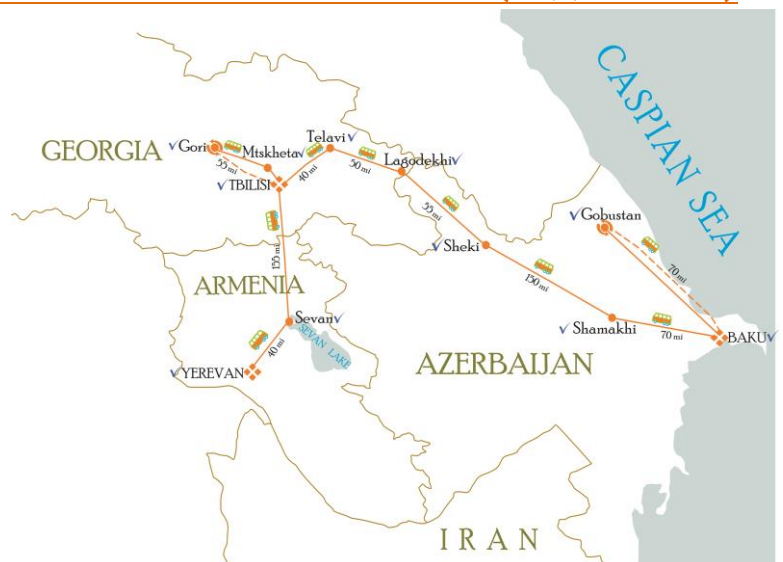 CASPIAN SEA
GEORGIA
Gori
Mtskheta
Telavi
Lagodekhi
55 mi
TBILISI
40 mi
50 mi
55 mi
Gobustan
Sheki
70 mi
155 mi
ARMENIA
150 mi
Sevan
SEVAN LAKE
Shamakhi
40 mi
70 mi
BAKU
YEREVAN
AZERBAIJAN
IRAN